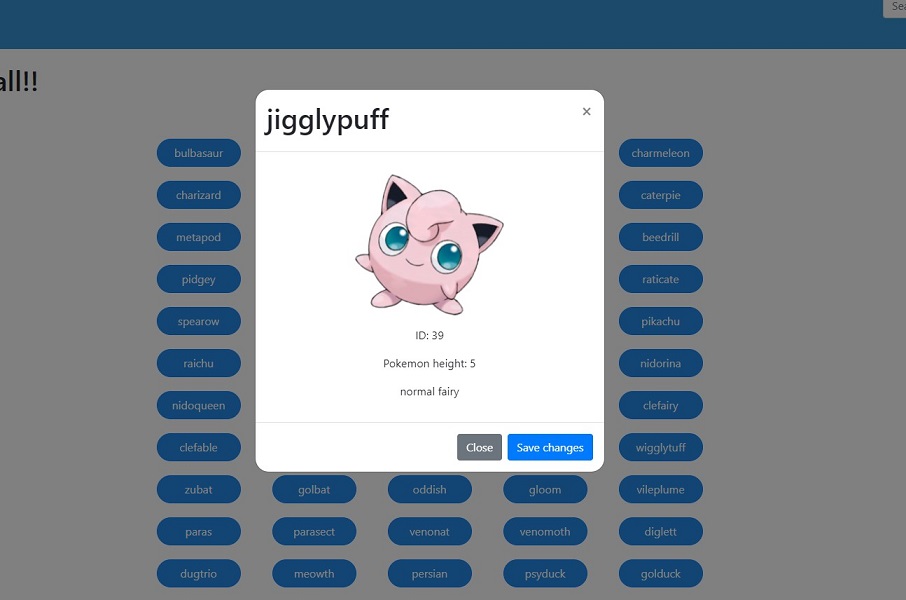 Sea
all!!
jigglypuff
×
bulbasaur charmeleon
charizard caterpie
metapod beedrill
pidgey raticate
spearow pikachu
ID: 39
raichu nidorina
Pokemon height: 5
normal fairy
nidoqueen clefairy
clefable wigglytuff
Close Save changes
zubat golbat oddish gloom vileplume
paras parasect venonat venomoth diglett
dugtrio meowth persian psyduck golduck